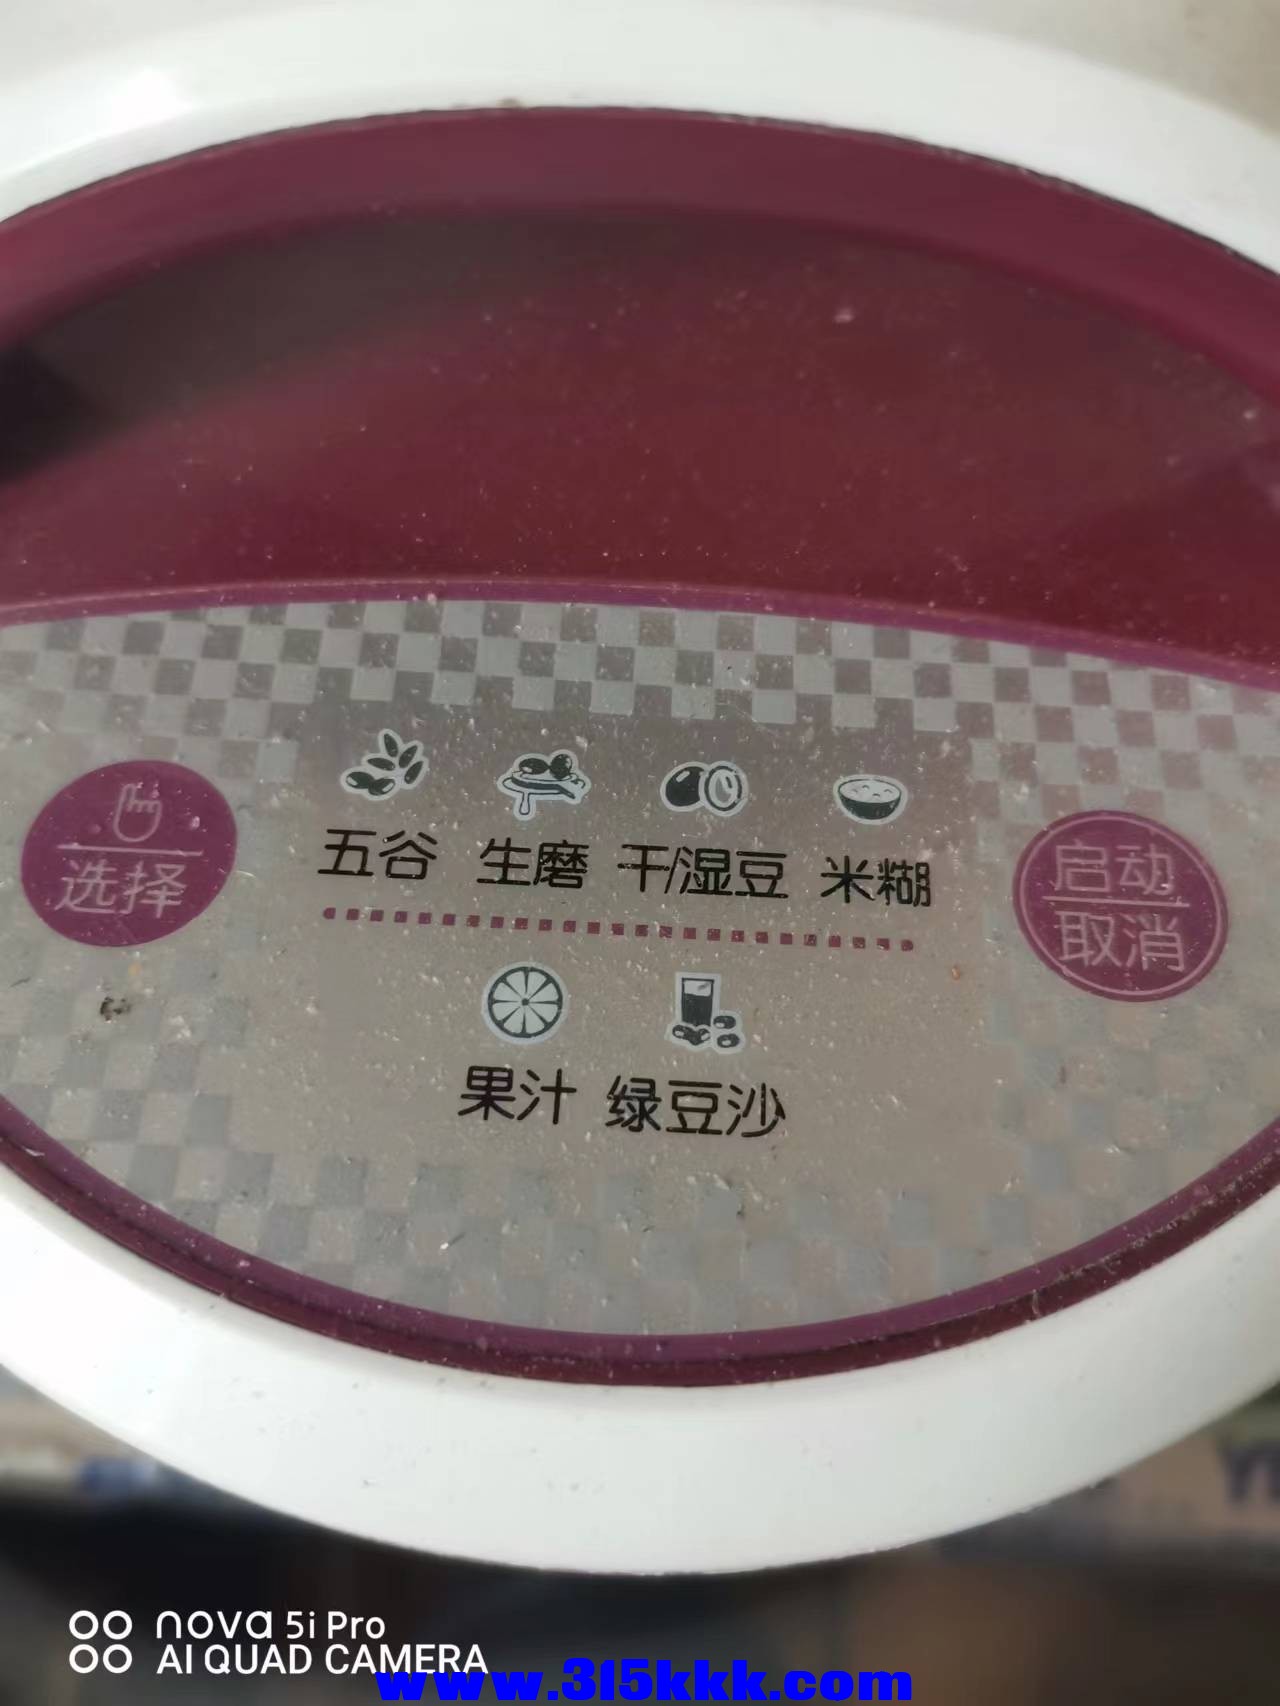 五谷 生磨 干/湿豆 米糊
选择
启动
取消
果汁 绿豆沙
nova 5i Pro
AI QUAD CAMERA
www.315kkk.com